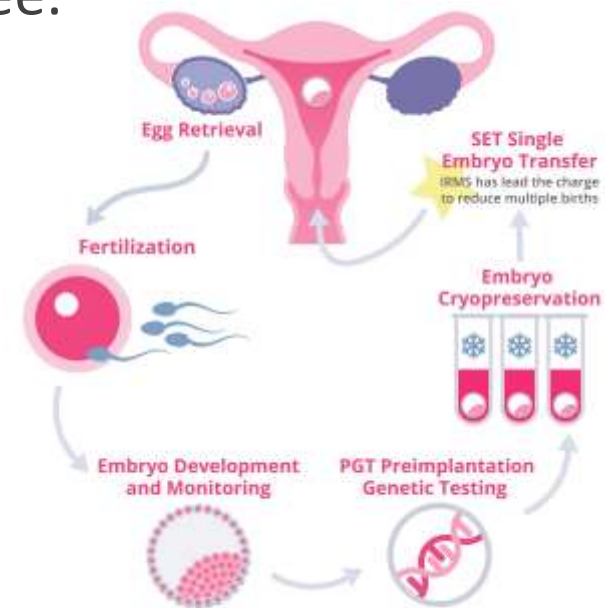 ee.
Egg Retrieval
SET Single
Embryo Transfer
IRMS has lead the charge
to reduce multiple births
Fertilization
Embryo
Cryopreservation
Embryo Development
and Monitoring
PGT Preimplantation
Genetic Testing